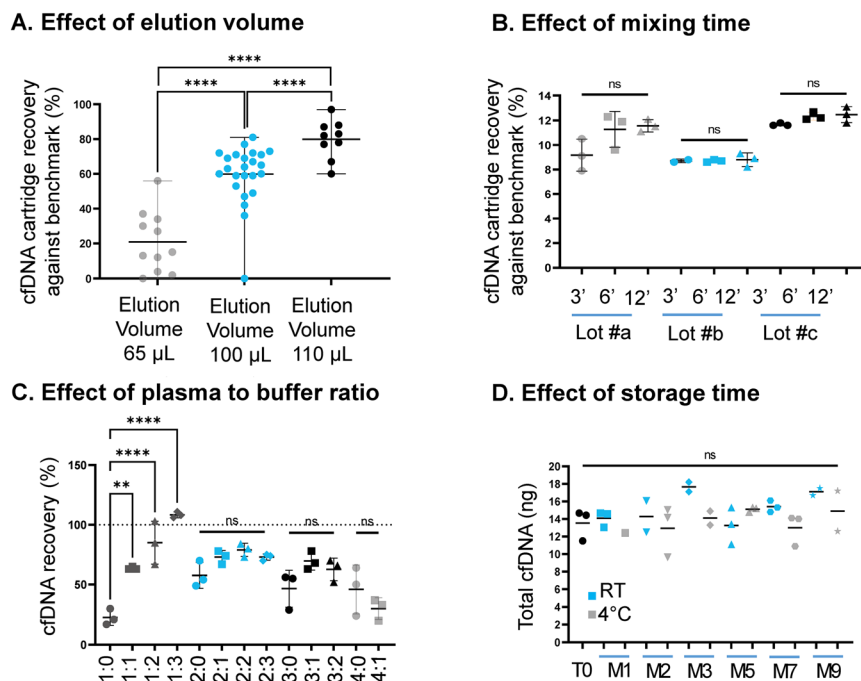 A. Effect of elution volume
cfDNA cartridge recovery
against benchmark (%)
100
80
60
40
20
0
****
****
****
Elution
Volume
65 µL
Elution
Volume
100 µL
Elution
Volume
110 µL
B. Effect of mixing time
cfDNA cartridge recovery
against benchmark (%)
14
12
10
8
6
4
2
0
ns
ns
ns
3’ 6’ 12’ 3’ 6’ 12’ 3’ 6’ 12’
Lot #a Lot #b Lot #c
C. Effect of plasma to buffer ratio
cfDNA recovery (%)
150
100
50
0
****
****
**
ns
ns
ns
1:0
1:1
1:2
1:3
2:0
2:1
2:2
2:3
3:0
3:1
3:2
4:0
4:1
D. Effect of storage time
Total cfDNA (ng)
20
18
16
14
12
10
8
6
4
2
0
ns
RT
4°C
T0 M1 M2 M3 M5 M7 M9